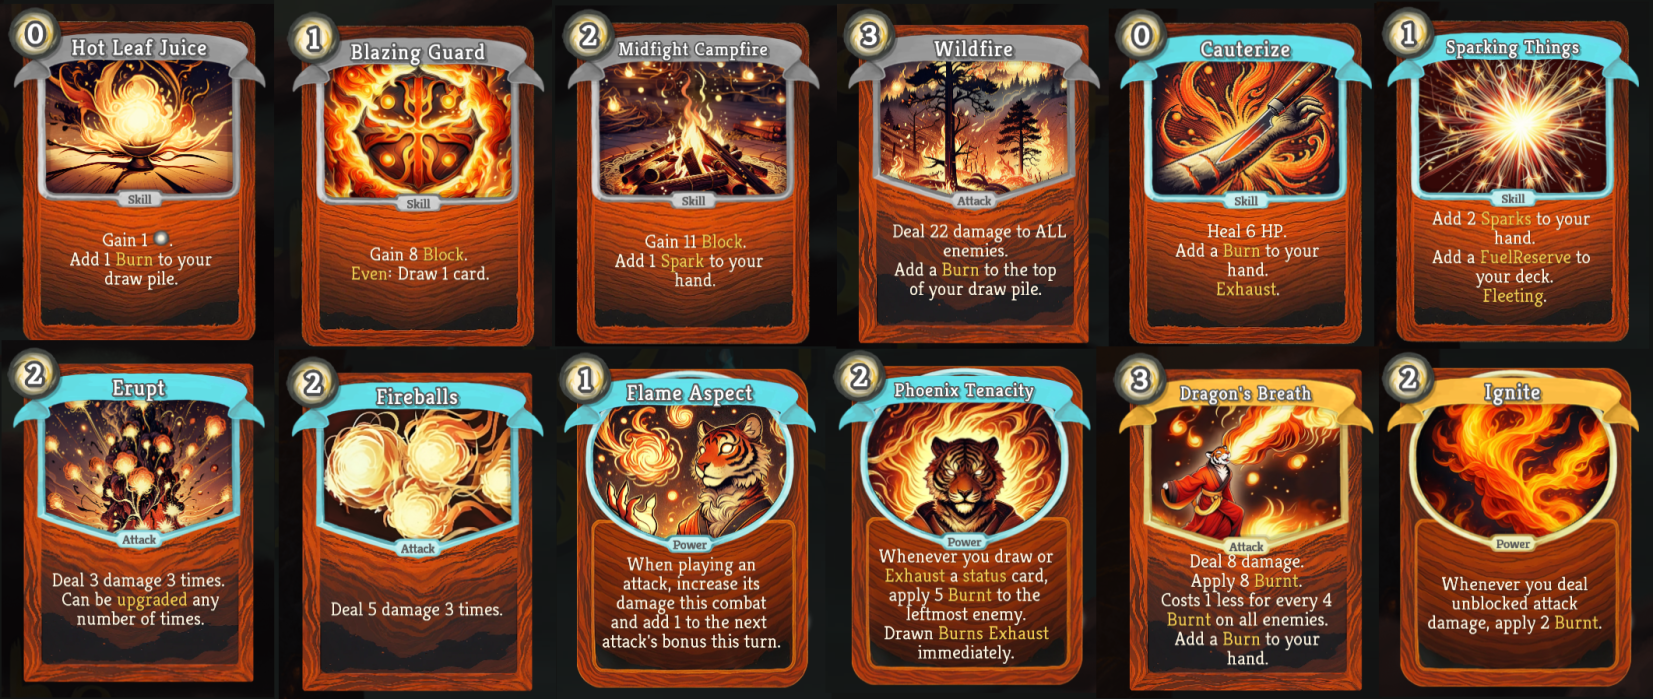 0
Hot Leaf Juice
Skill
Gain 1 .
Add 1 Burn to your
draw pile.
1
Blazing Guard
Skill
Gain 8 Block.
Even: Draw 1 card.
2
Midfight Campfire
Skill
Gain 11 Block.
Add 1 Spark to your
hand.
3
Wildfire
Attack
Deal 22 damage to ALL
enemies.
Add a Burn to the top
of your draw pile.
0
Cauterize
Skill
Heal 6 HP.
Add a Burn to your
hand.
Exhaust.
1
Sparking Things
Skill
Add 2 Sparks to your
hand.
Add a FuelReserve to
your deck.
Fleeting.
2
Erupt
Attack
Deal 3 damage 3 times.
Can be upgraded any
number of times.
2
Fireballs
Attack
Deal 5 damage 3 times.
1
Flame Aspect
Power
When playing an
attack, increase its
damage this combat
and add 1 to the next
attack's bonus this turn.
2
Phoenix Tenacity
Power
Whenever you draw or
Exhaust a status card,
apply 5 Burnt to the
leftmost enemy.
Drawn Burns Exhaust
immediately.
3
Dragon's Breath
Attack
Deal 8 damage.
Apply 8 Burnt.
Costs 1 less for every 4
Burnt on all enemies.
Add a Burn to your
hand.
2
Ignite
Power
Whenever you deal
unblocked attack
damage, apply 2 Burnt.